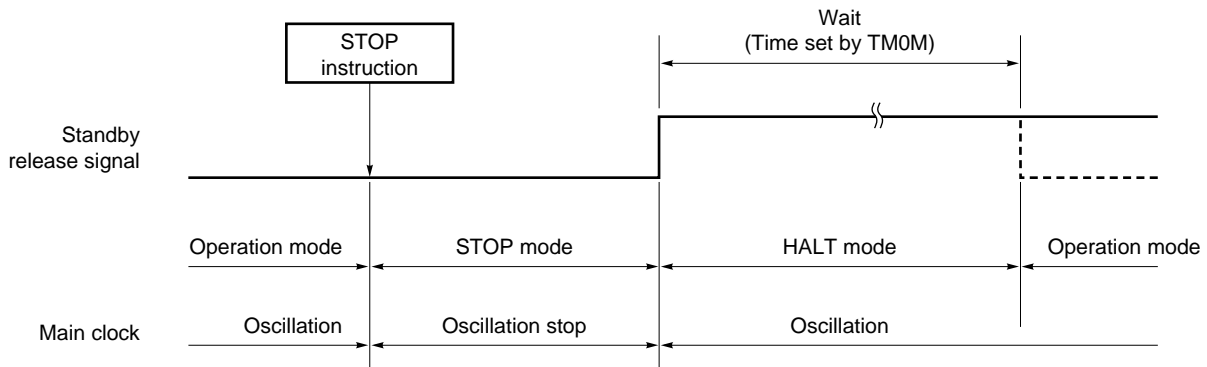 Wait
(Time set by TM0M)
STOP
instruction
Standby
release signal
Operation mode
STOP mode
HALT mode
Operation mode
Main clock
Oscillation
Oscillation stop
Oscillation